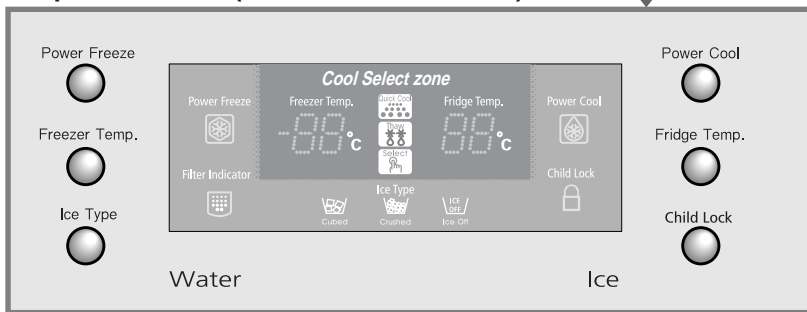 Power Freeze
Freezer Temp.
Ice Type
Cool Select zone
Power Freeze
Freezer Temp.
Quick Cool
Fridge Temp.
Power Cool
-88°C
Thaw
88°C
Select
Filter Indicator
Child Lock
Ice Type
Cubed
Crushed
ICE
OFF
Ice Off
Power Cool
Fridge Temp.
Child Lock
Water
Ice